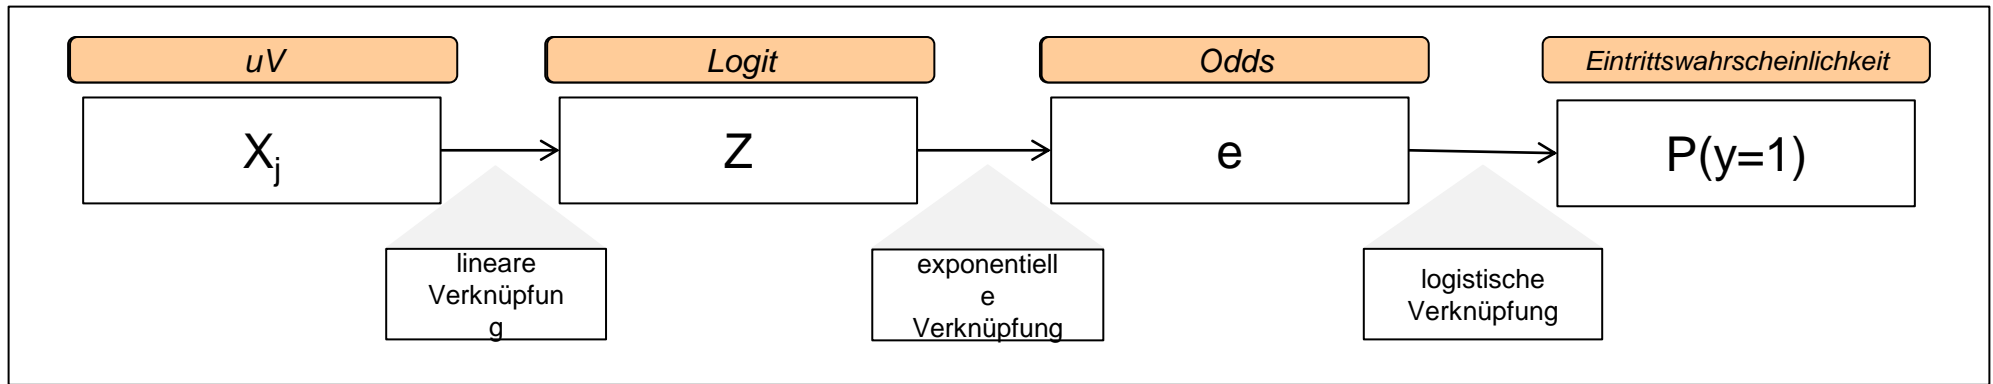 uV
Logit
Odds
Eintrittswahrscheinlichkeit
Xj
Z
e
P(y=1)
lineare
Verknüpfun
g
exponentiell
e
Verknüpfung
logistische
Verknüpfung